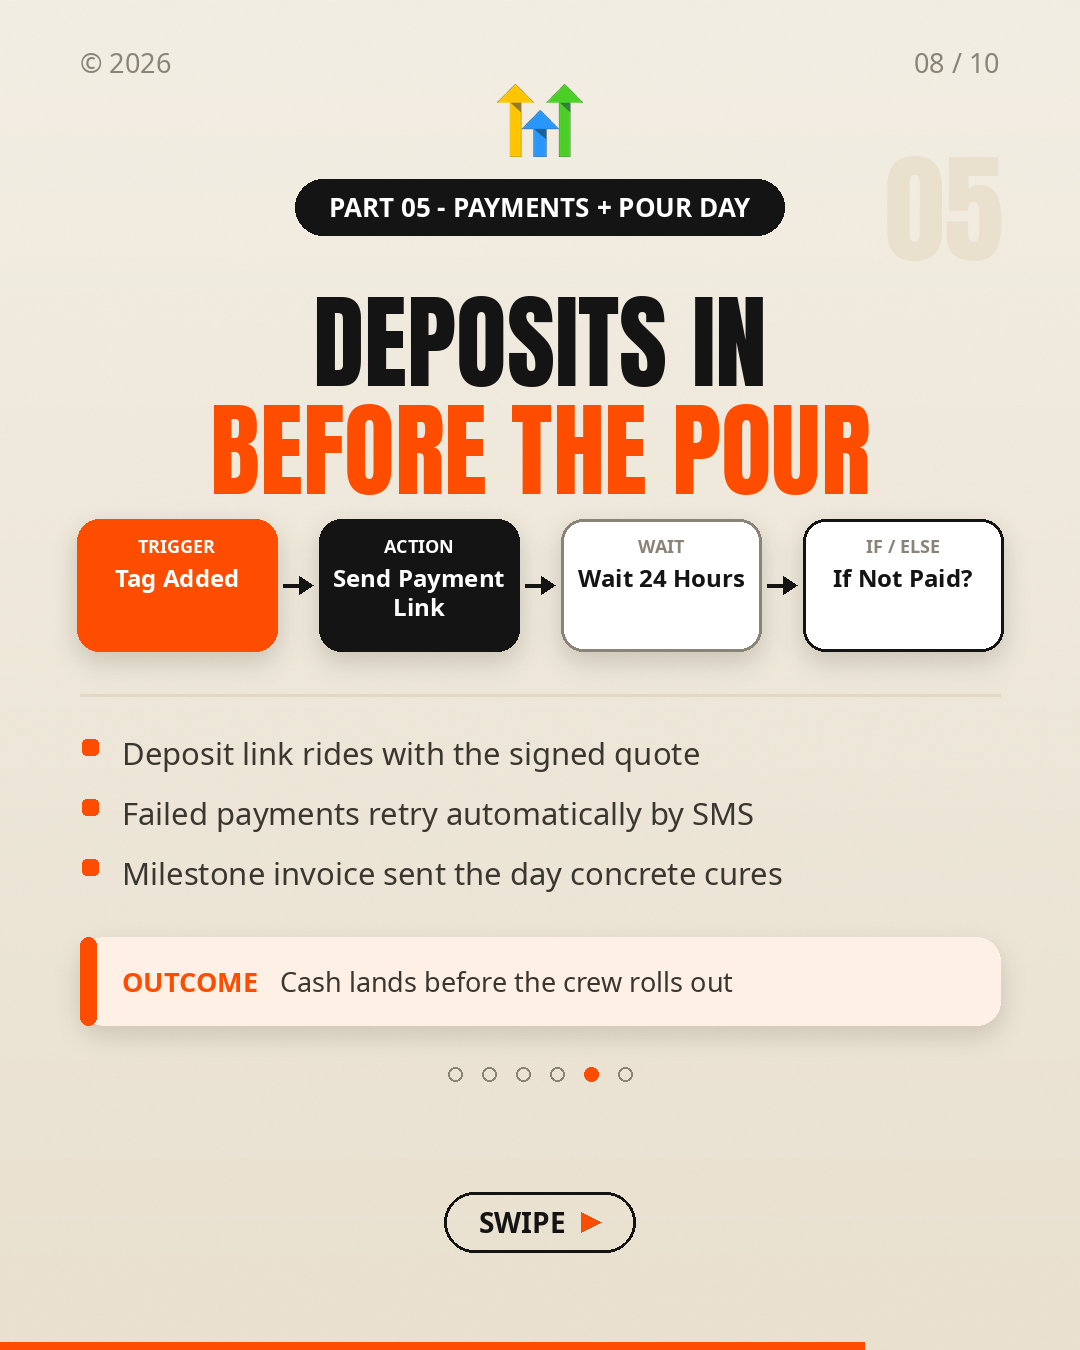 © 2026
08 / 10
PART 05 - PAYMENTS + POUR DAY
05
DEPOSITS IN
BEFORE THE POUR
TRIGGER
Tag Added
ACTION
Send Payment
Link
WAIT
Wait 24 Hours
IF / ELSE
If Not Paid?
Deposit link rides with the signed quote
Failed payments retry automatically by SMS
Milestone invoice sent the day concrete cures
OUTCOME Cash lands before the crew rolls out
SWIPE